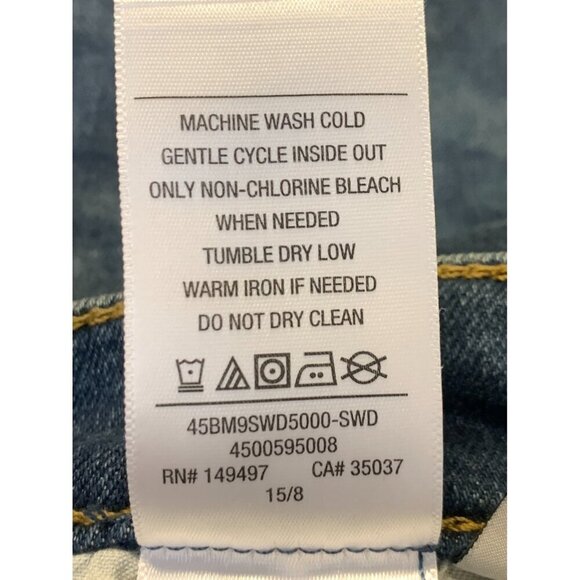 MACHINE WASH COLD
GENTLE CYCLE INSIDE OUT
ONLY NON-CHLORINE BLEACH
WHEN NEEDED
TUMBLE DRY LOW
WARM IRON IF NEEDED
DO NOT DRY CLEAN
45BM9SWD5000-SWD
4500595008
RN# 149497 CA# 35037
15/8